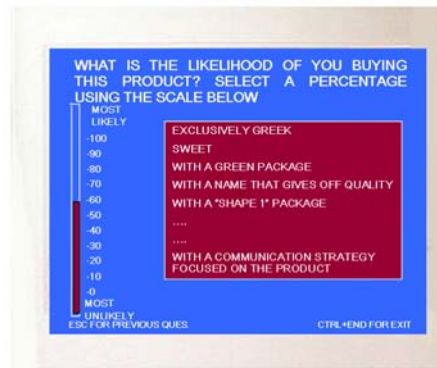 WHAT IS THE LIKELIHOOD OF YOU BUYING
THIS PRODUCT? SELECT A PERCENTAGE
USING THE SCALE BELOW
MOST
LIKELY
-100
-90
-80
-70
-60
-50
-40
-30
-20
-10
-0
MOST
UNLIKELY
EXCLUSIVELY GREEK
SWEET
WITH A GREEN PACKAGE
WITH A NAME THAT GIVES OFF QUALITY
WITH A "SHAPE 1" PACKAGE
....
....
WITH A COMMUNICATION STRATEGY
FOCUSED ON THE PRODUCT
ESC FOR PREVIOUS QUES.
CTRL+END FOR EXIT